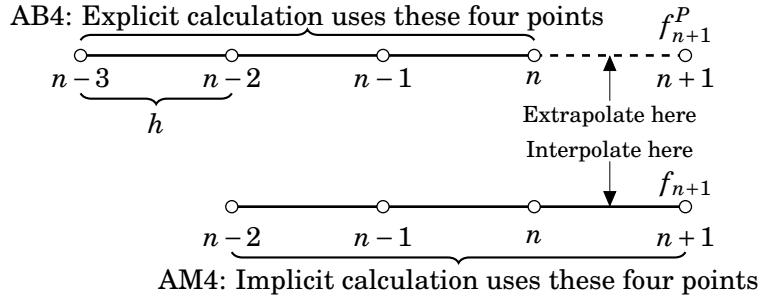 AB4: Explicit calculation uses these four points
f^P_{n+1}
n−3 n−2 n−1 n n+1
h
Extrapolate here
Interpolate here
f_{n+1}
n−2 n−1 n n+1
AM4: Implicit calculation uses these four points